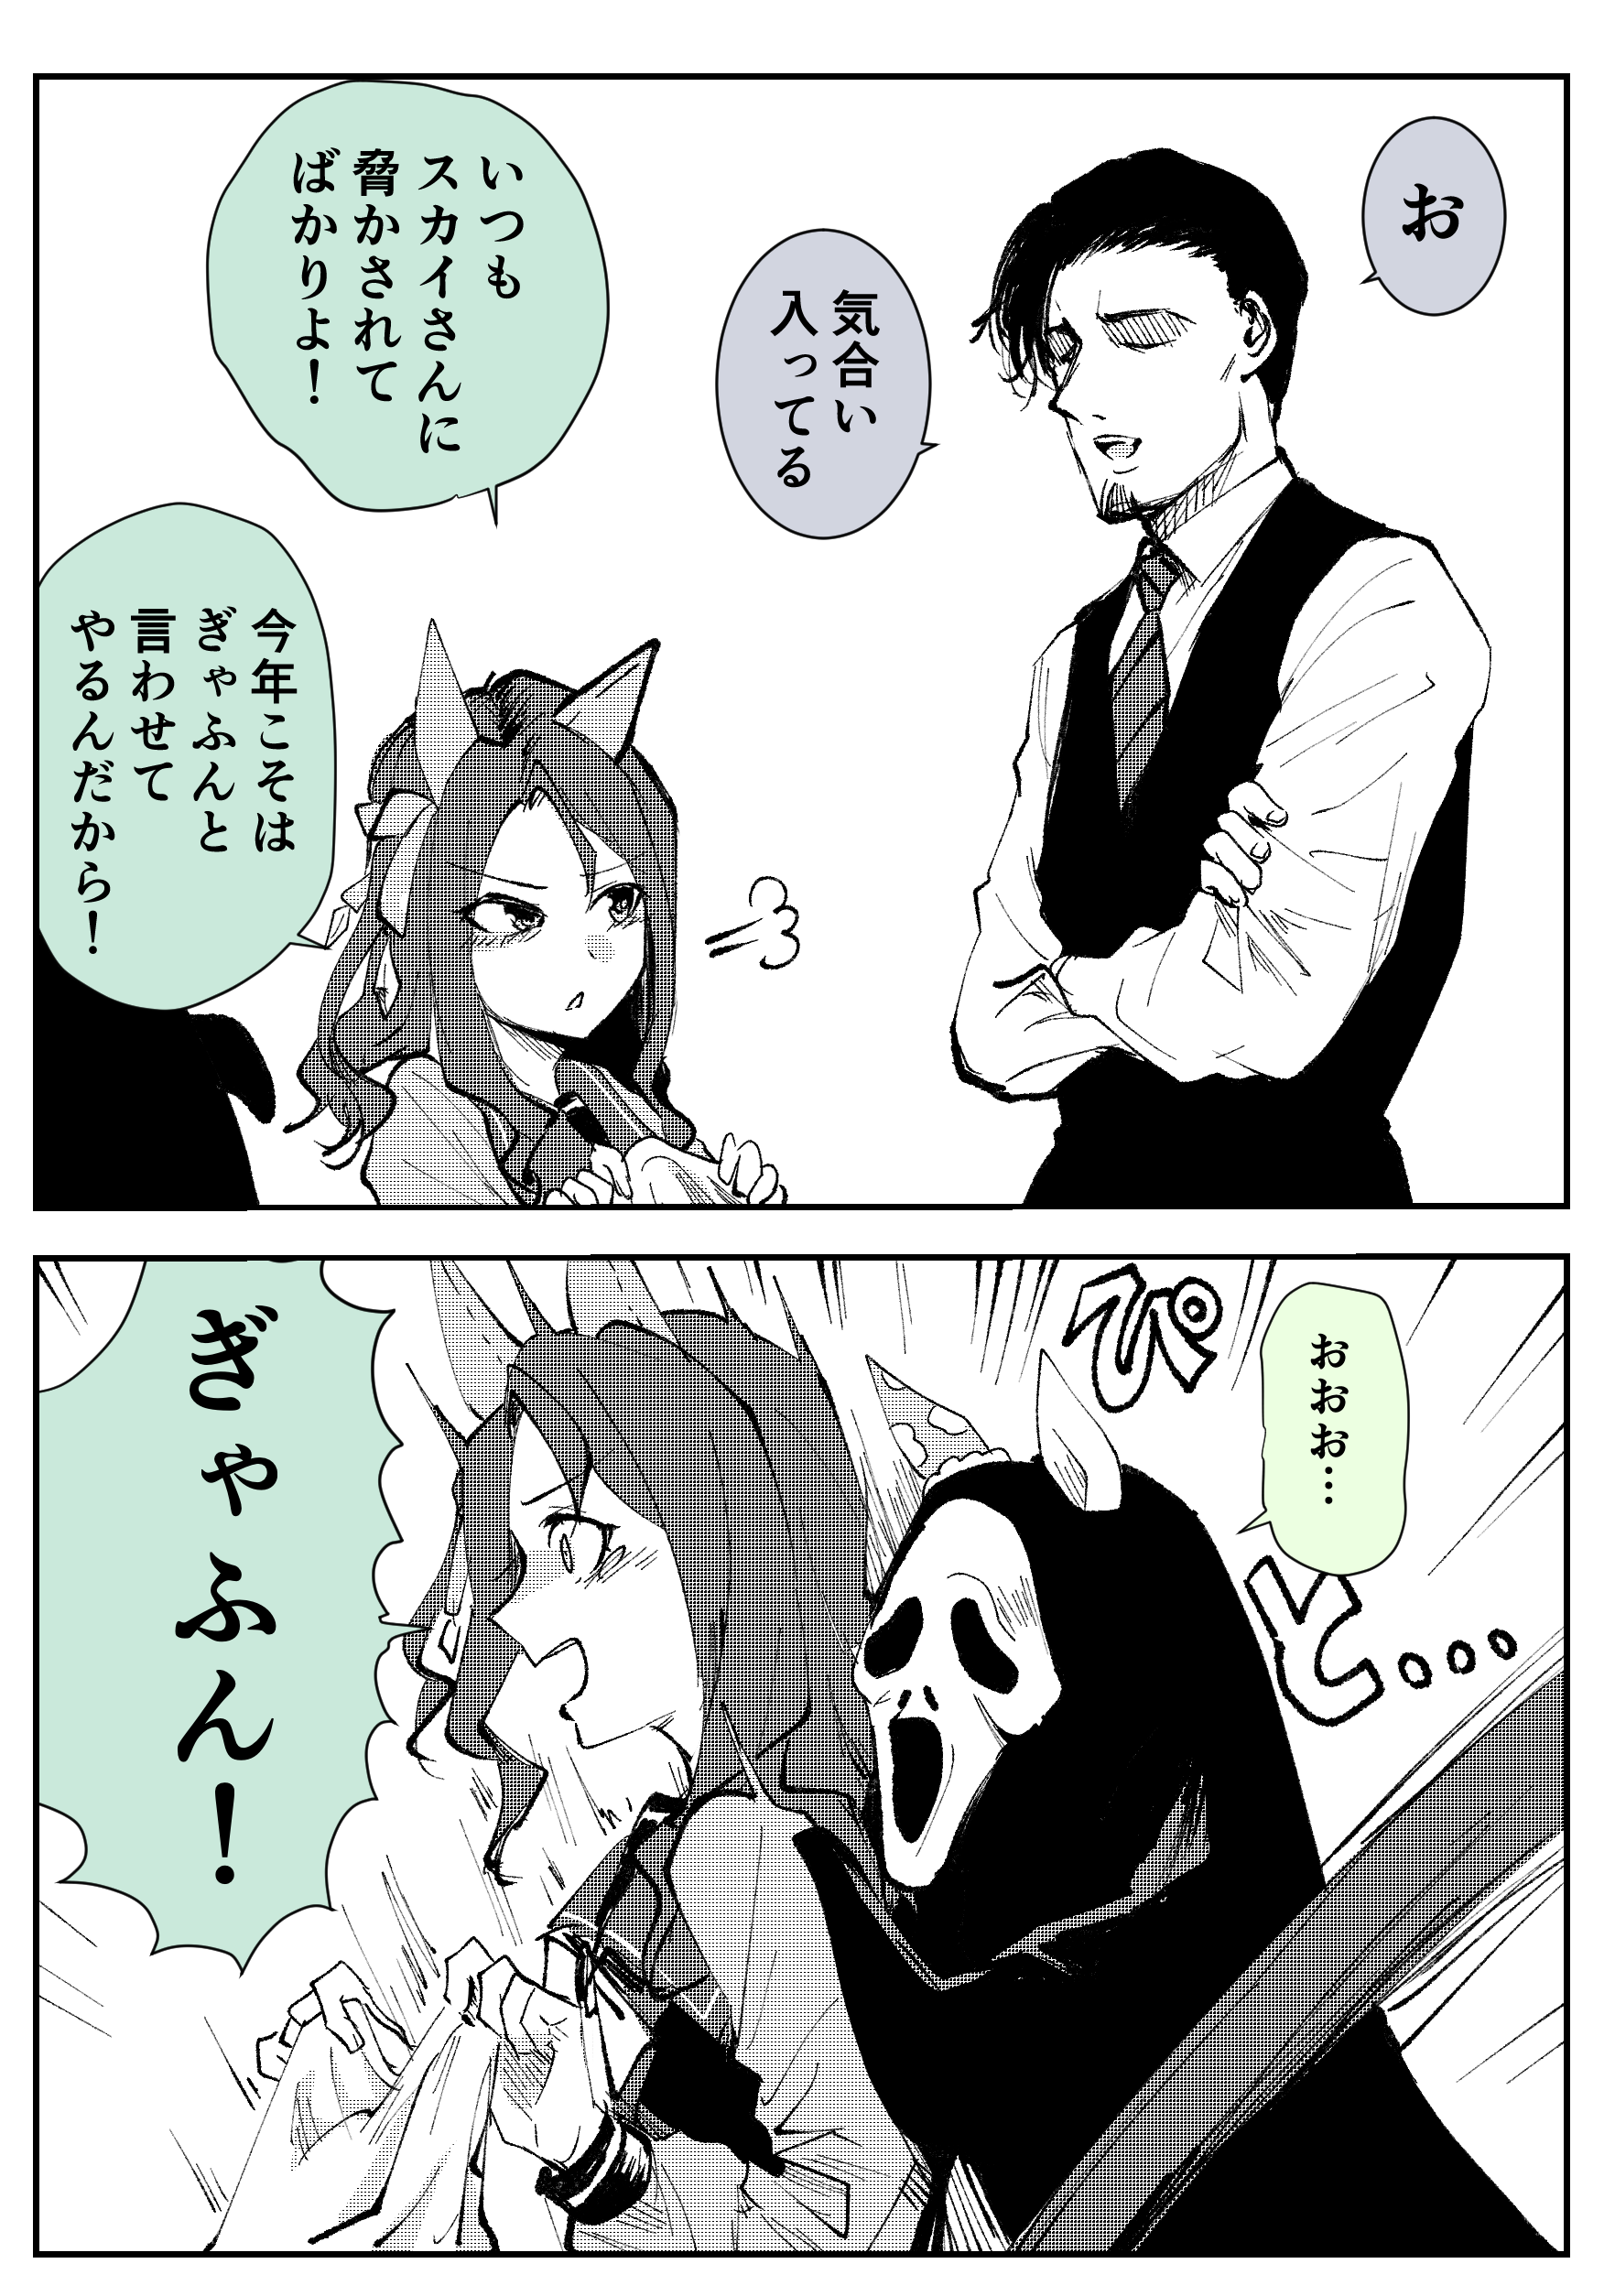 お
気合い
入ってる
いつも
スカイさんに
脅かされて
ばかりよ！
今年こそは
ぎゃふんと
言わせて
やるんだから！
おおお…
ぴと...
ぎゃふん！